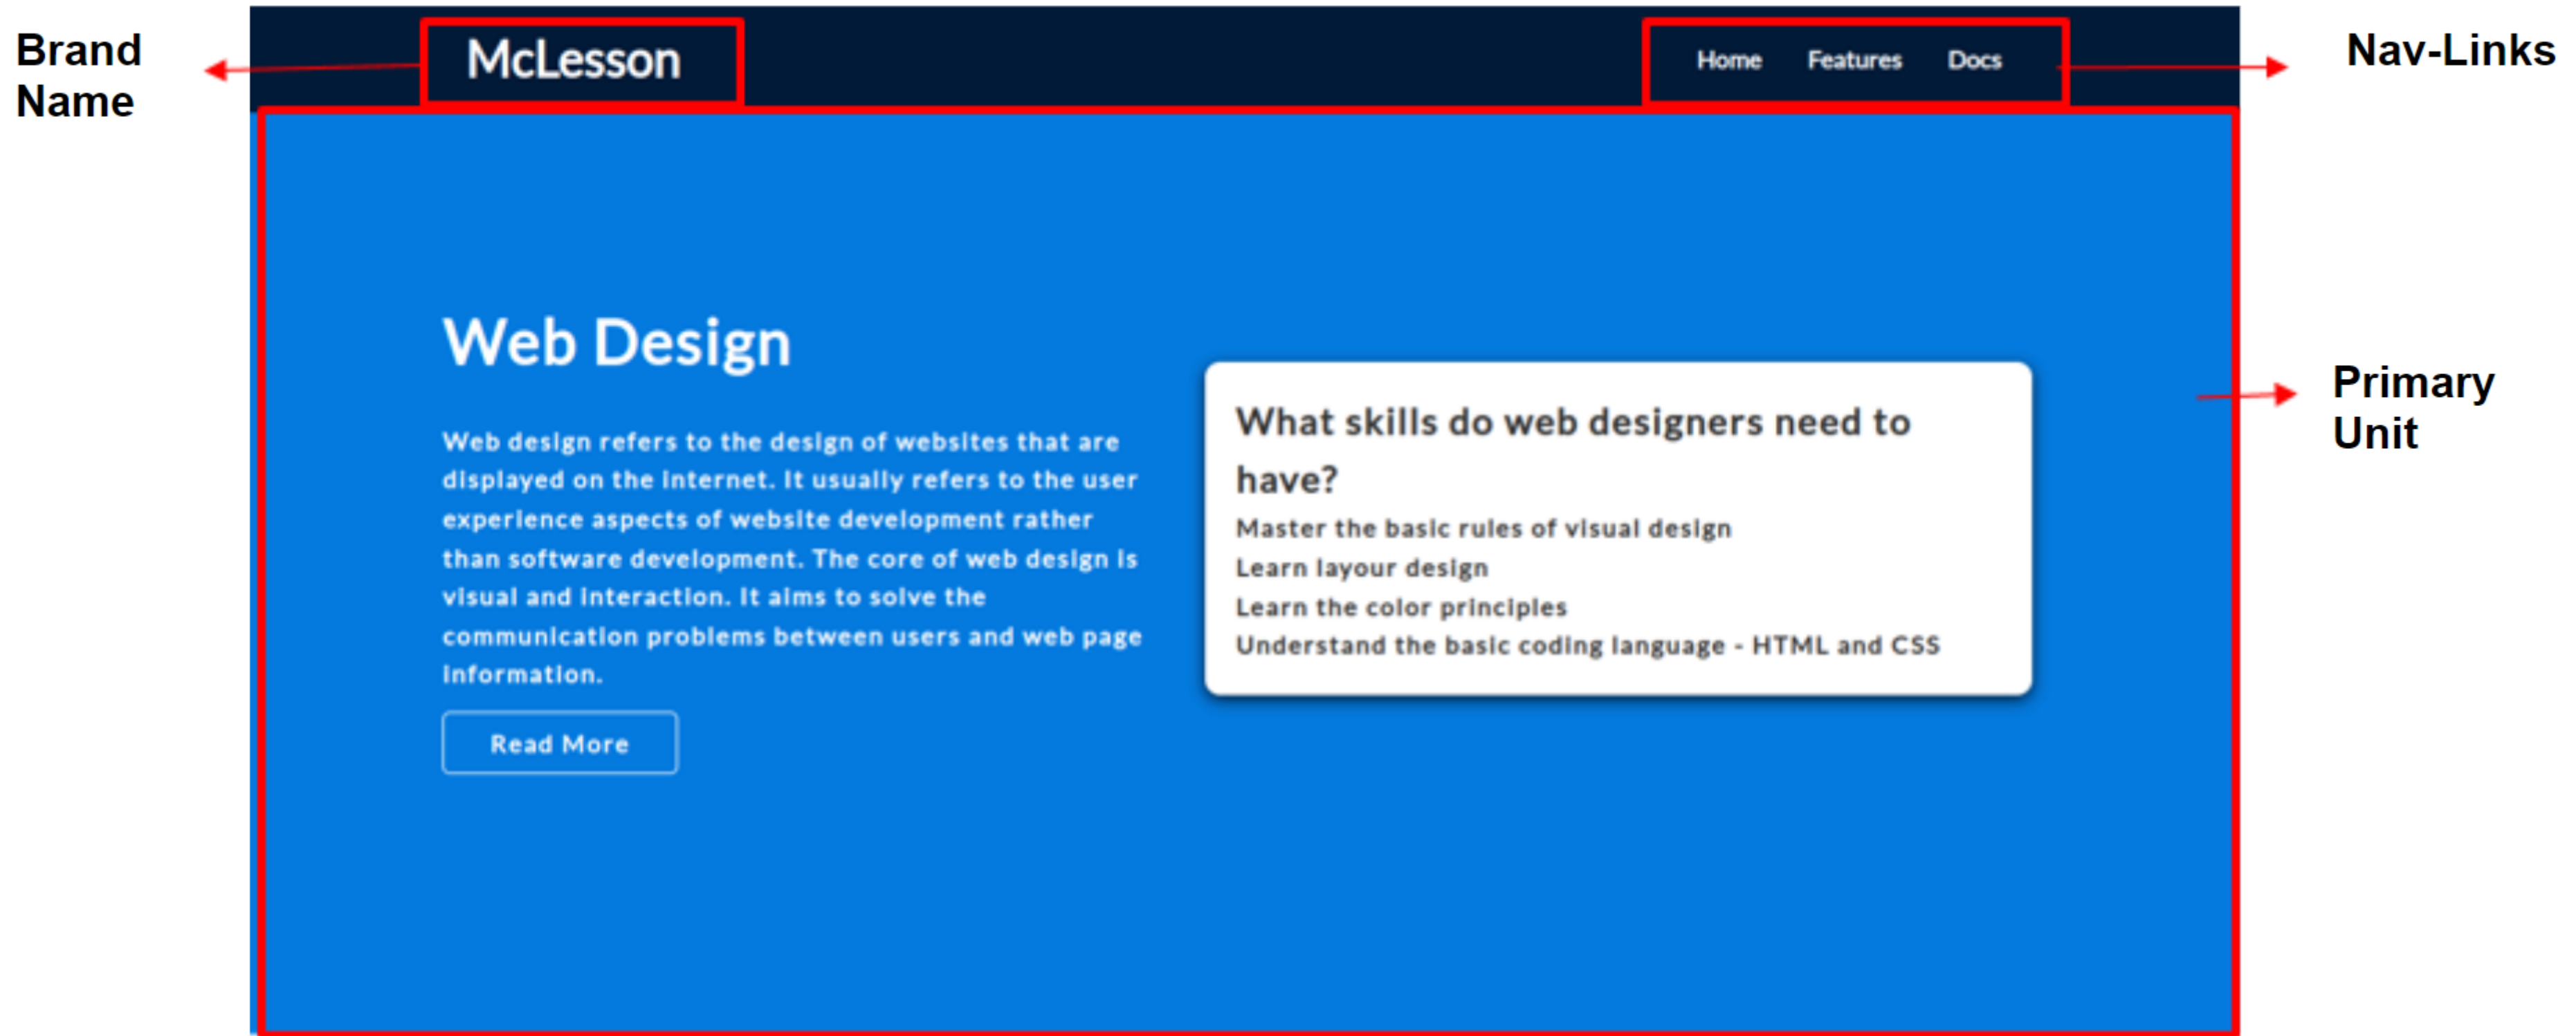 Brand
Name
McLesson
Home Features Docs
Nav-Links
Web Design
Web design refers to the design of websites that are
displayed on the internet. It usually refers to the user
experience aspects of website development rather
than software development. The core of web design is
visual and interaction. It aims to solve the
communication problems between users and web page
information.
Read More
What skills do web designers need to
have?
Master the basic rules of visual design
Learn layour design
Learn the color principles
Understand the basic coding language - HTML and CSS
Primary
Unit